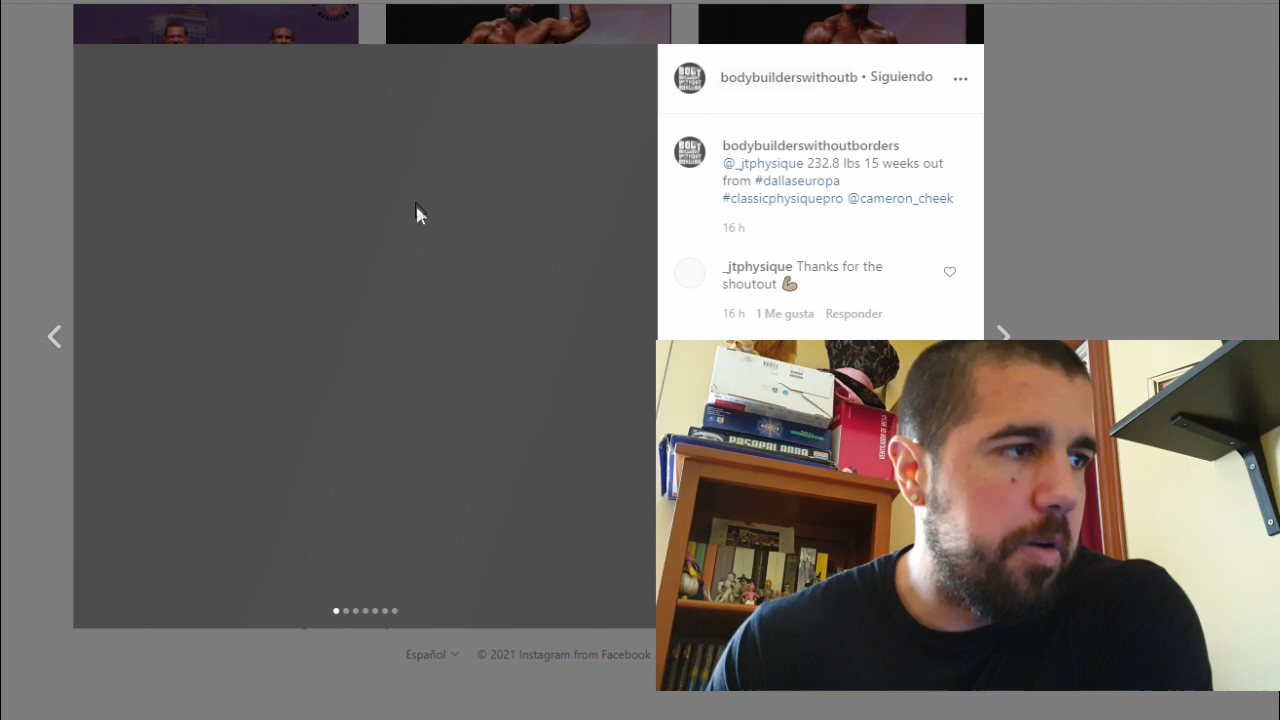 bodybuilderswithoutb • Siguiendo
bodybuilderswithoutborders
@_jtphysique 232.8 lbs 15 weeks out
from #dallaseuropa
#classicphysiquepro @cameron_cheek
16 h
_jtphysique Thanks for the
shoutout 💪
16 h 1 Me gusta Responder
PASAPALABRA
Español © 2021 Instagram from Facebook